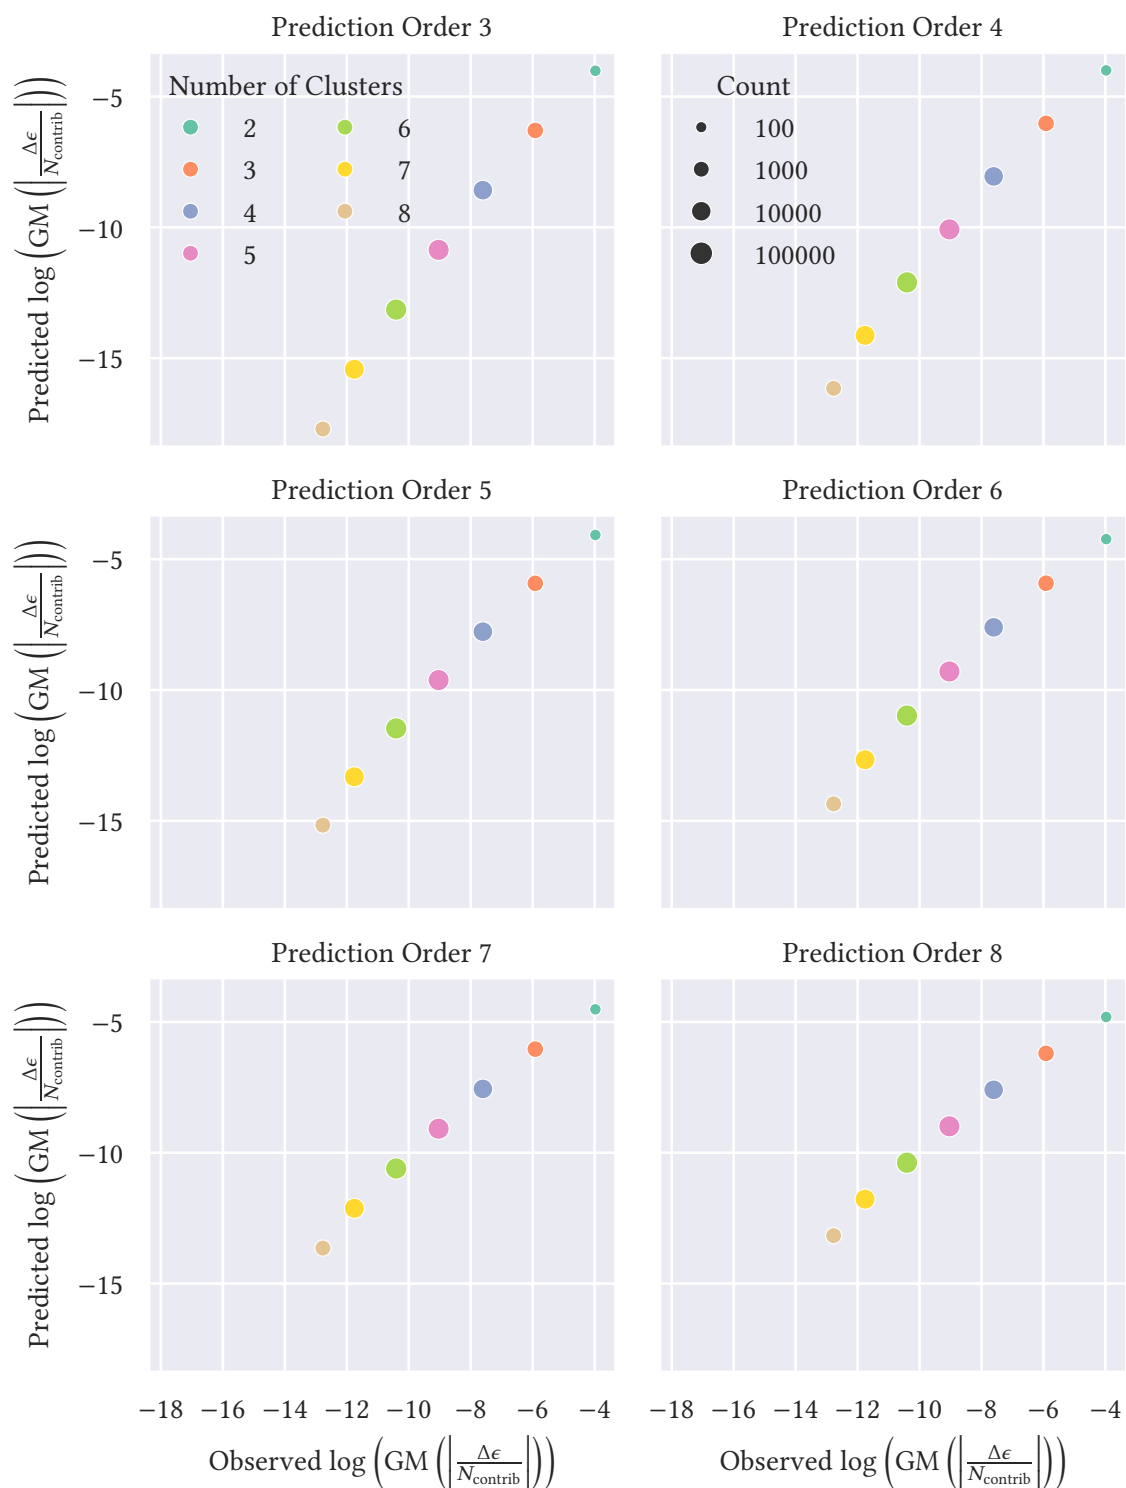 Prediction Order 3
Prediction Order 4
Predicted log (GM (|Δϵ/N_contrib|))
−5
−10
−15
Number of Clusters
2
3
4
5
6
7
8
Count
100
1000
10000
100000
Prediction Order 5
Prediction Order 6
Predicted log (GM (|Δϵ/N_contrib|))
−5
−10
−15
Prediction Order 7
Prediction Order 8
Predicted log (GM (|Δϵ/N_contrib|))
−5
−10
−15
−18 −16 −14 −12 −10 −8 −6 −4
−18 −16 −14 −12 −10 −8 −6 −4
Observed log (GM (|Δϵ/N_contrib|))
Observed log (GM (|Δϵ/N_contrib|))